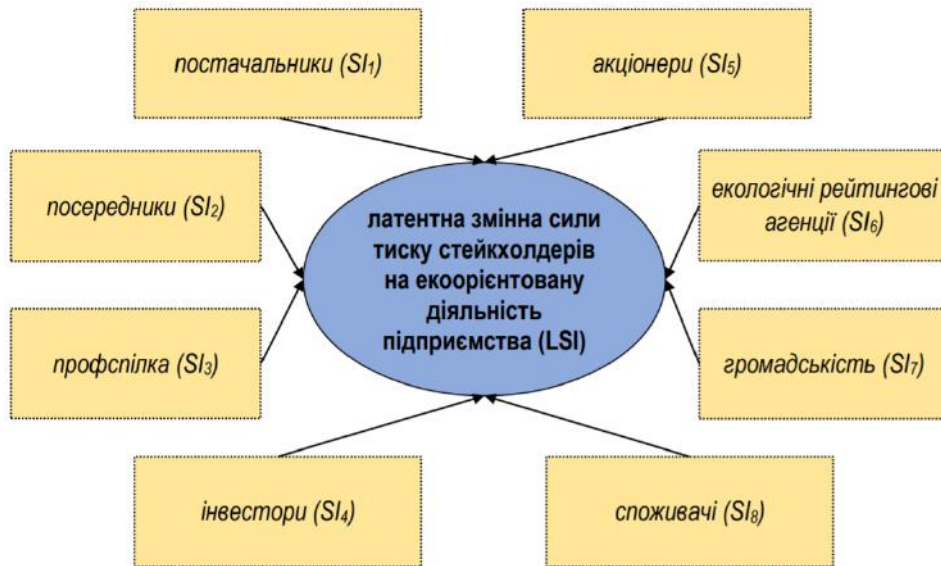 постачальники (SI₁)
акціонери (SI₅)
посередники (SI₂)
екологічні рейтингові
агенції (SI₆)
латентна змінна сили
тиску стейкхолдерів
на екоорієнтовану
діяльність
підприємства (LSI)
профспілка (SI₃)
громадськість (SI₇)
інвестори (SI₄)
споживачі (SI₈)